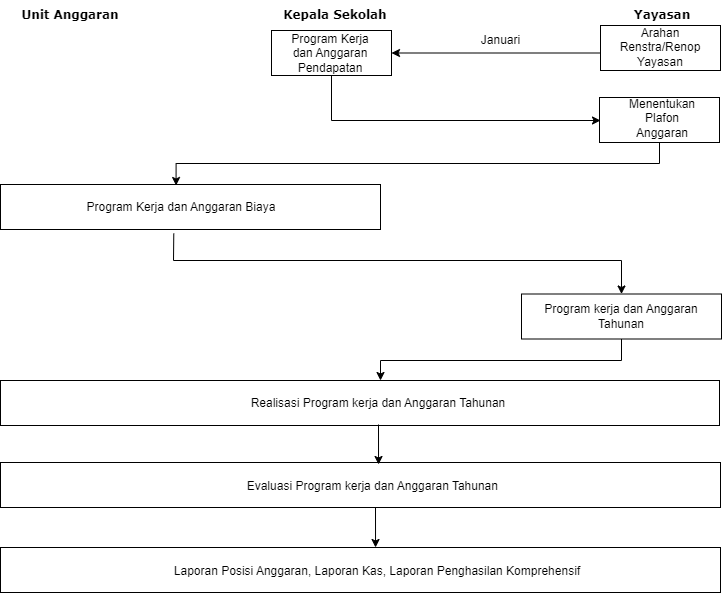 Unit Anggaran
Kepala Sekolah
Yayasan
Program Kerja
dan Anggaran
Pendapatan
Januari
Arahan
Renstra/Renop
Yayasan
Menentukan
Plafon
Anggaran
Program Kerja dan Anggaran Biaya
Program kerja dan Anggaran
Tahunan
Realisasi Program kerja dan Anggaran Tahunan
Evaluasi Program kerja dan Anggaran Tahunan
Laporan Posisi Anggaran, Laporan Kas, Laporan Penghasilan Komprehensif